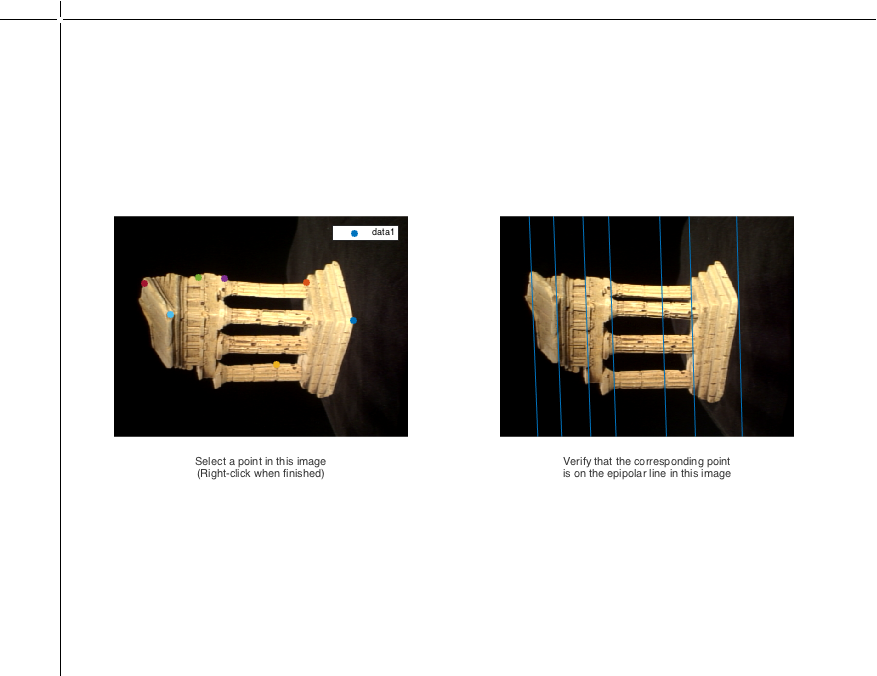 data1
Select a point in this image
(Right-click when finished)
Verify that the corresponding point
is on the epipolar line in this image